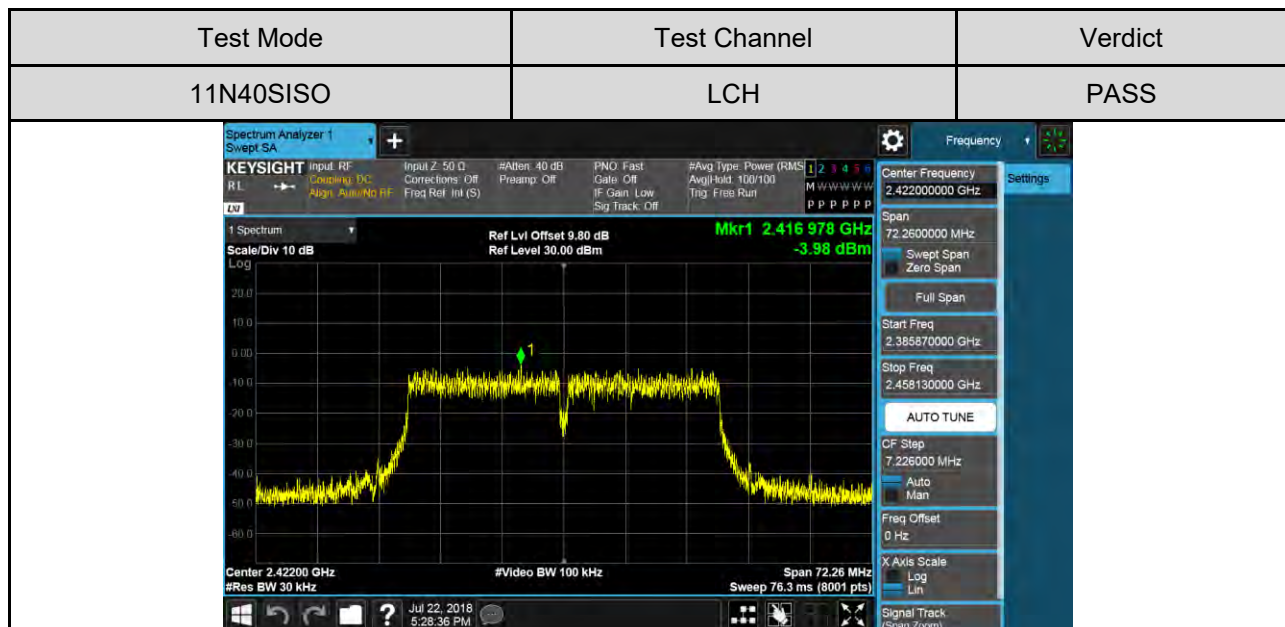 Test Mode Test Channel Verdict
11N40SISO LCH PASS
Spectrum Analyzer 1
Swept SA
+
Frequency
KEYSIGHT
RL
LXI
Input: RF
Coupling: DC
Align: Auto/No RF
Input Z: 50 Ω
Corrections: Off
Freq Ref: Int (S)
#Atten: 40 dB
Preamp: Off
PNO: Fast
Gate: Off
IF Gain: Low
Sig Track: Off
#Avg Type: Power (RMS
Avg|Hold: 100/100
Trig: Free Run
1 2 3 4 5 6
M W W W W W
P P P P P P
1 Spectrum
Scale/Div 10 dB
Log
Ref Lvl Offset 9.80 dB
Ref Level 30.00 dBm
Mkr1 2.416 978 GHz
-3.98 dBm
20.0
10.0
0.00
-10.0
-20.0
-30.0
-40.0
-50.0
-60.0
1
Center 2.42200 GHz
#Res BW 30 kHz
#Video BW 100 kHz
Span 72.26 MHz
Sweep 76.3 ms (8001 pts)
Center Frequency
2.422000000 GHz
Settings
Span
72.2600000 MHz
Swept Span
Zero Span
Full Span
Start Freq
2.385870000 GHz
Stop Freq
2.458130000 GHz
AUTO TUNE
CF Step
7.226000 MHz
Auto
Man
Freq Offset
0 Hz
X Axis Scale
Log
Lin
Signal Track
(Span Zoom)
?
Jul 22, 2018
5:28:36 PM